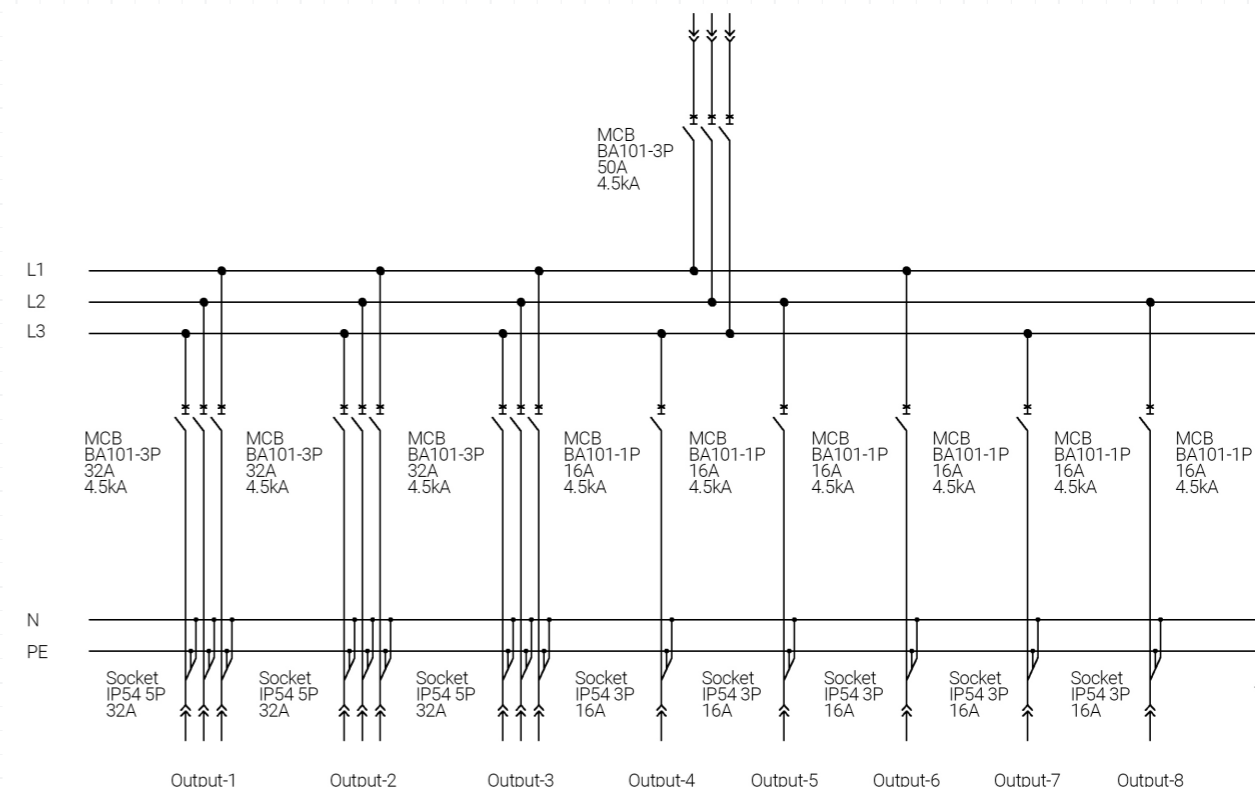 MCB
BA101-3P
50A
4.5kA
L1
L2
L3
MCB
BA101-3P
32A
4.5kA
MCB
BA101-3P
32A
4.5kA
MCB
BA101-3P
32A
4.5kA
MCB
BA101-1P
16A
4.5kA
MCB
BA101-1P
16A
4.5kA
MCB
BA101-1P
16A
4.5kA
MCB
BA101-1P
16A
4.5kA
MCB
BA101-1P
16A
4.5kA
MCB
BA101-1P
16A
4.5kA
N
PE
Socket
IP54 5P
32A
Socket
IP54 5P
32A
Socket
IP54 5P
32A
Socket
IP54 3P
16A
Socket
IP54 3P
16A
Socket
IP54 3P
16A
Socket
IP54 3P
16A
Socket
IP54 3P
16A
Output-1
Output-2
Output-3
Output-4
Output-5
Output-6
Output-7
Output-8